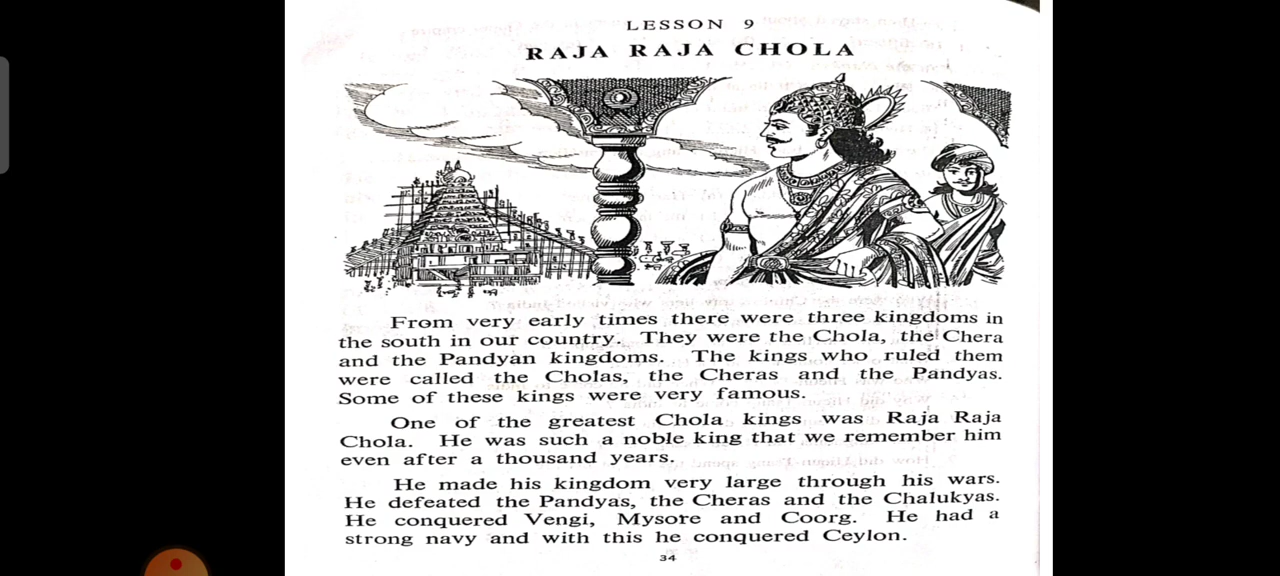 LESSON 9
RAJA RAJA CHOLA
From very early times there were three kingdoms in
the south in our country. They were the Chola, the Chera
and the Pandyan kingdoms. The kings who ruled them
were called the Cholas, the Cheras and the Pandyas.
Some of these kings were very famous.
One of the greatest Chola kings was Raja Raja
Chola. He was such a noble king that we remember him
even after a thousand years.
He made his kingdom very large through his wars.
He defeated the Pandyas, the Cheras and the Chalukyas.
He conquered Vengi, Mysore and Coorg. He had a
strong navy and with this he conquered Ceylon.
34